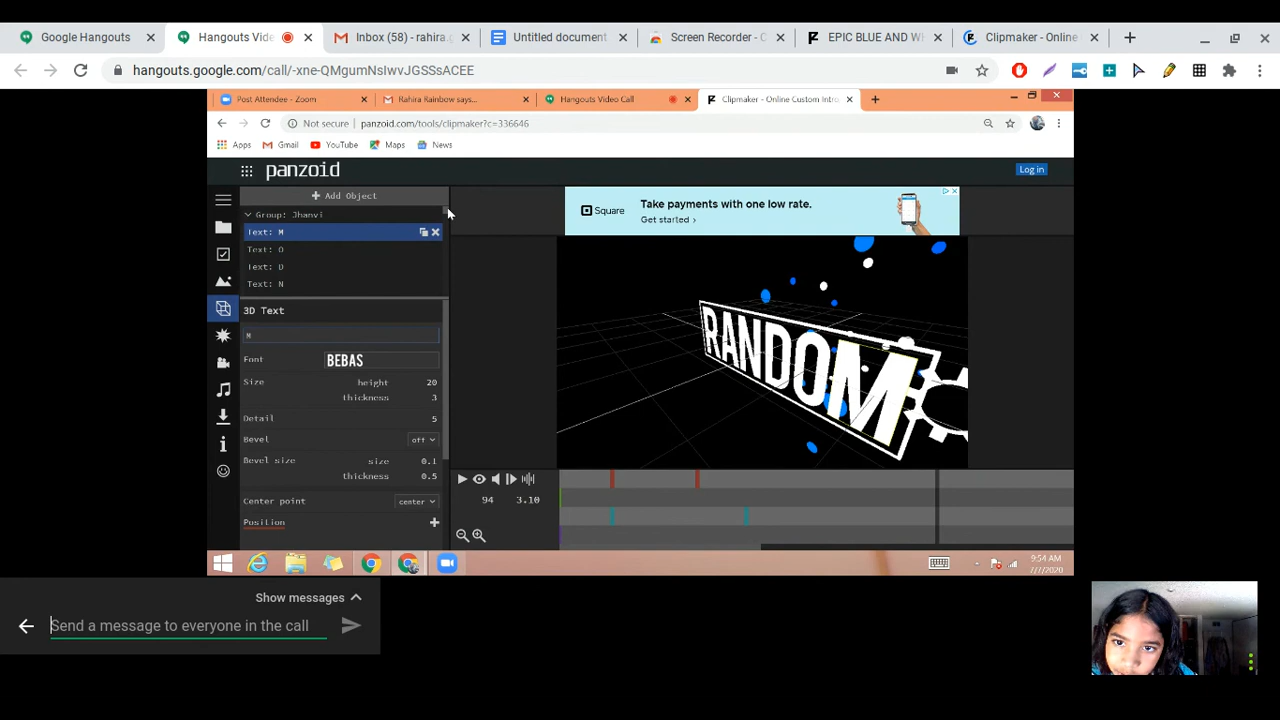 Google Hangouts
Hangouts Vide
Inbox (58) - rahira.g
Untitled document
Screen Recorder - C
EPIC BLUE AND W
Clipmaker - Online
hangouts.google.com/call/-xne-QMgumNsIwvJGSSsACEE
Post Attendee - Zoom
Rahira Rainbow says...
Hangouts Video Call
Clipmaker - Online Custom Intro
Not secure
panzoid.com/tools/clipmaker?c=336646
Apps
Gmail
YouTube
Maps
News
panzoid
Log in
Add Object
Group: Jhanvi
Text: M
Text: O
Text: D
Text: N
Square
Take payments with one low rate.
Get started ›
3D Text
M
Font
BEBAS
Size
height
20
thickness
3
Detail
5
Bevel
off
Bevel size
size
0.1
thickness
0.5
Center point
center
Position
RANDOM
94
3.10
9:54 AM
7/7/2020
Show messages
Send a message to everyone in the call